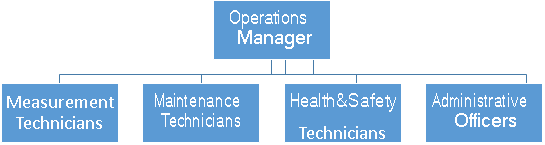 Operations
Manager
Measurement
Technicians
Maintenance
Technicians
Health&Safety
Technicians
Administrative
Officers